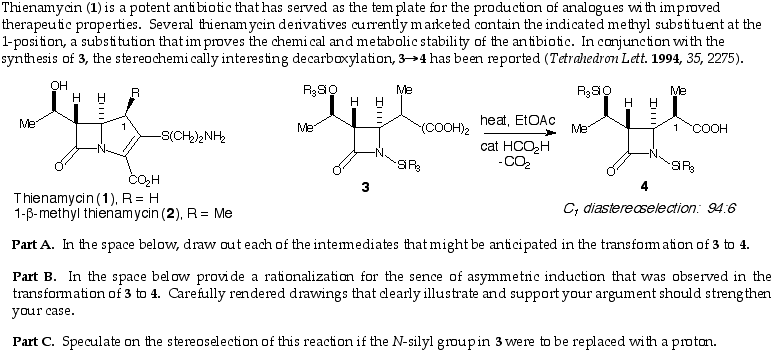 Thienamycin (1) is a potent antibiotic that has served as the template for the production of analogues with improved
therapeutic properties. Several thienamycin derivatives currently marketed contain the indicated methyl substituent at the
1-position, a substitution that improves the chemical and metabolic stability of the antibiotic. In conjunction with the
synthesis of 3, the stereochemically interesting decarboxylation, 3→4 has been reported (Tetrahedron Lett. 1994, 35, 2275).
OH
H H R
Me
1
S(CH2)2NH2
N
O
CO2H
Thienamycin (1), R = H
1-β-methyl thienamycin (2), R = Me
R3SiO
H H Me
Me
(COOH)2
N
O
SiR3
3
heat, EtOAc
cat HCO2H
-CO2
R3SiO
H H Me
Me
1
COOH
N
O
SiR3
4
C1 diastereoselection: 94:6
Part A. In the space below, draw out each of the intermediates that might be anticipated in the transformation of 3 to 4.
Part B. In the space below provide a rationalization for the sence of asymmetric induction that was observed in the
transformation of 3 to 4. Carefully rendered drawings that clearly illustrate and support your argument should strengthen
your case.
Part C. Speculate on the stereoselection of this reaction if the N-silyl group in 3 were to be replaced with a proton.